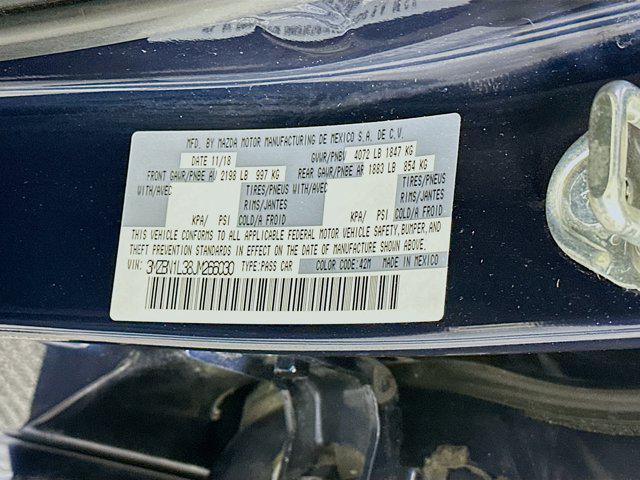 MFD. BY MAZDA MOTOR MANUFACTURING DE MEXICO S.A. DE C.V.
DATE 11/18 GVWR/PNBV 4072 LB 1847 KG
FRONT GAWR/PNBE AV 2198 LB 997 KG REAR GAWR/PNBE AR 1883 LB 854 KG
WITH/AVEC TIRES/PNEUS WITH/AVEC TIRES/PNEUS
RIMS/JANTES RIMS/JANTES
KPA/ PSI COLD/A FROID KPA/ PSI COLD/A FROID
THIS VEHICLE CONFORMS TO ALL APPLICABLE FEDERAL MOTOR VEHICLE SAFETY, BUMPER, AND
THEFT PREVENTION STANDARDS IN EFFECT ON THE DATE OF MANUFACTURE SHOWN ABOVE.
VIN: 3MZBN1L38JM266030 TYPE:PASS CAR COLOR CODE:42M MADE IN MEXICO